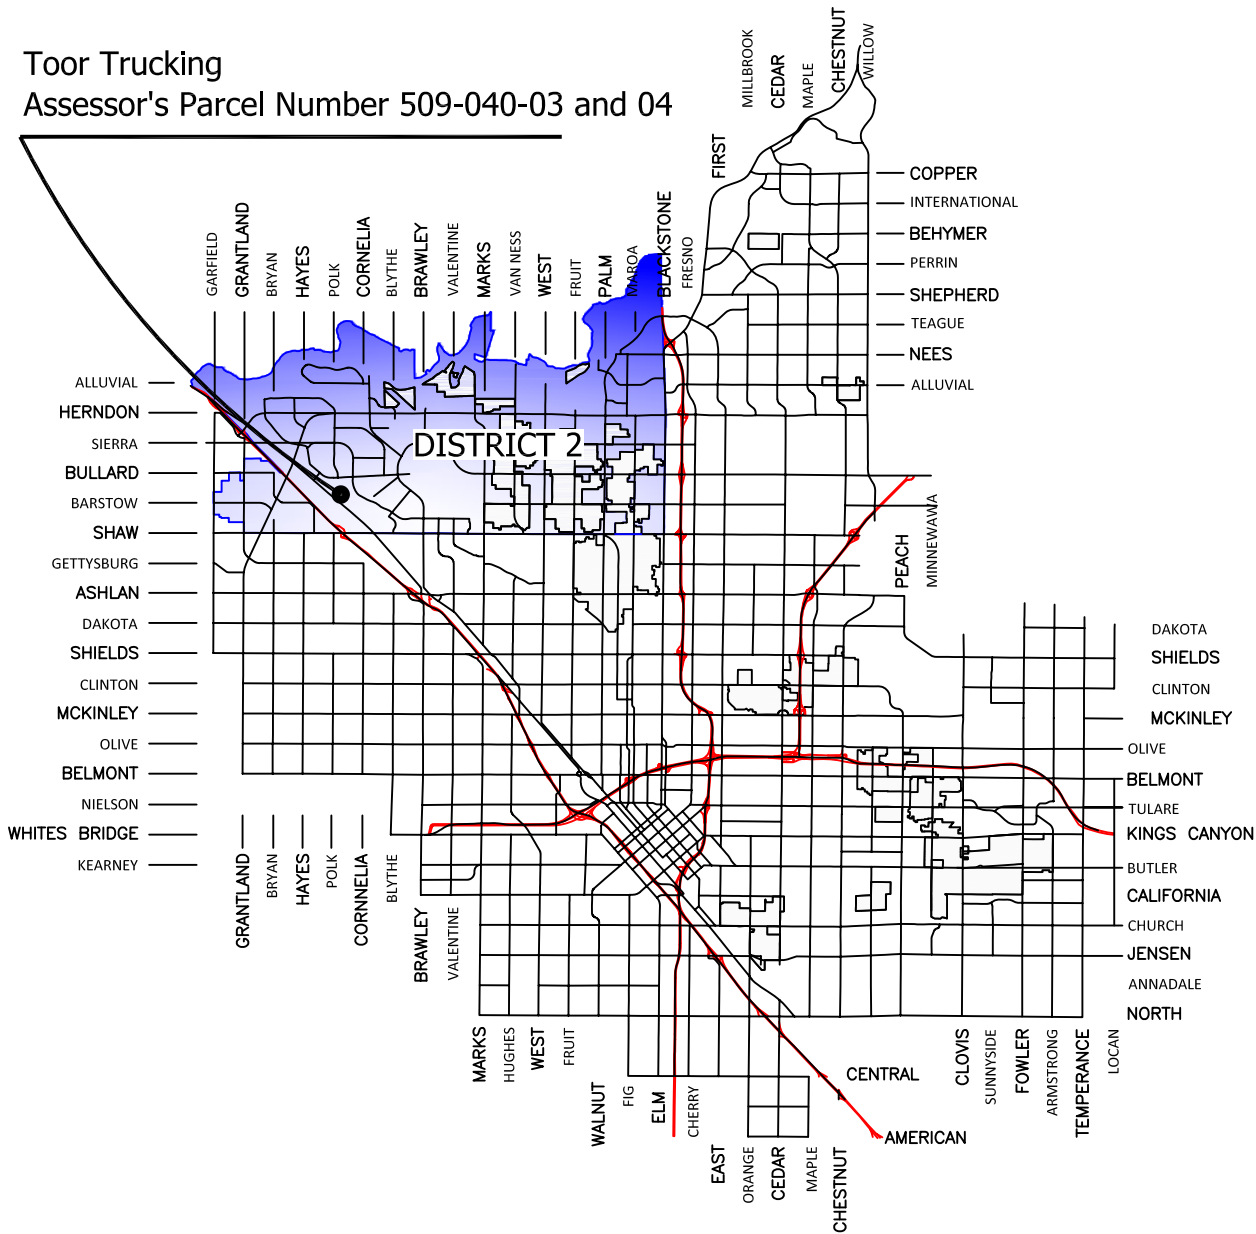 Toor Trucking
Assessor's Parcel Number 509-040-03 and 04
MILLBROOK
CEDAR
MAPLE
CHESTNUT
WILLOW
FIRST
COPPER
INTERNATIONAL
BEHYMER
PERRIN
SHEPHERD
TEAGUE
NEES
ALLUVIAL
GARFIELD
GRANTLAND
BRYAN
HAYES
POLK
CORNELIA
BLYTHE
BRAWLEY
VALENTINE
MARKS
VAN NESS
WEST
FRUIT
PALM
MAROA
BLACKSTONE
FRESNO
ALLUVIAL
HERNDON
SIERRA
BULLARD
BARSTOW
SHAW
GETTYSBURG
ASHLAN
DAKOTA
SHIELDS
CLINTON
MCKINLEY
OLIVE
BELMONT
NIELSON
WHITES BRIDGE
KEARNEY
DISTRICT 2
PEACH
MINNEWAWA
DAKOTA
SHIELDS
CLINTON
MCKINLEY
OLIVE
BELMONT
TULARE
KINGS CANYON
BUTLER
CALIFORNIA
CHURCH
JENSEN
ANNADALE
NORTH
GRANTLAND
BRYAN
HAYES
POLK
CORNNELIA
BLYTHE
BRAWLEY
VALENTINE
MARKS
HUGHES
WEST
FRUIT
WALNUT
FIG
ELM
CHERRY
EAST
ORANGE
CEDAR
MAPLE
CHESTNUT
CENTRAL
AMERICAN
CLOVIS
SUNNYSIDE
FOWLER
ARMSTRONG
TEMPERANCE
LOCAN